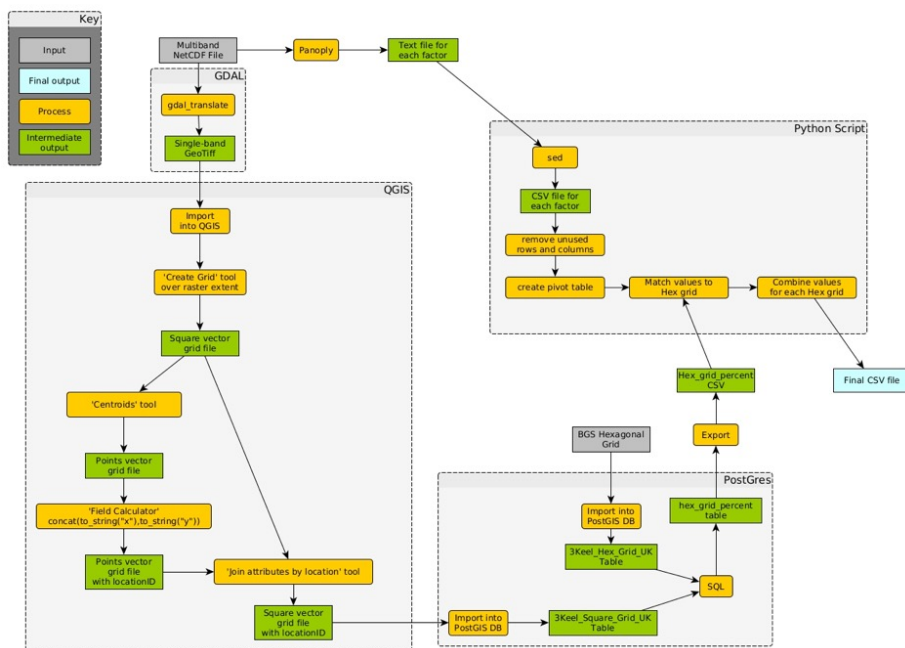 Key
Input
Final output
Process
Intermediate
output
Multiband
NetCDF File
Panoply
Text file for
each factor
GDAL
gdal_translate
Single-band
GeoTiff
Python Script
sed
CSV file for
each factor
remove unused
rows and columns
create pivot table
Match values to
Hex grid
Combine values
for each Hex grid
QGIS
Import
into QGIS
'Create Grid' tool
over raster extent
Square vector
grid file
'Centroids' tool
Points vector
grid file
'Field Calculator'
concat(to_string("x"),to_string("y"))
Points vector
grid file
with locationID
'Join attributes by location' tool
Square vector
grid file
with locationID
Hex_grid_percent
CSV
Final CSV file
BGS Hexagonal
Grid
Export
PostGres
Import into
PostGIS DB
hex_grid_percent
table
3Keel_Hex_Grid_UK
Table
SQL
Import into
PostGIS DB
3Keel_Square_Grid_UK
Table